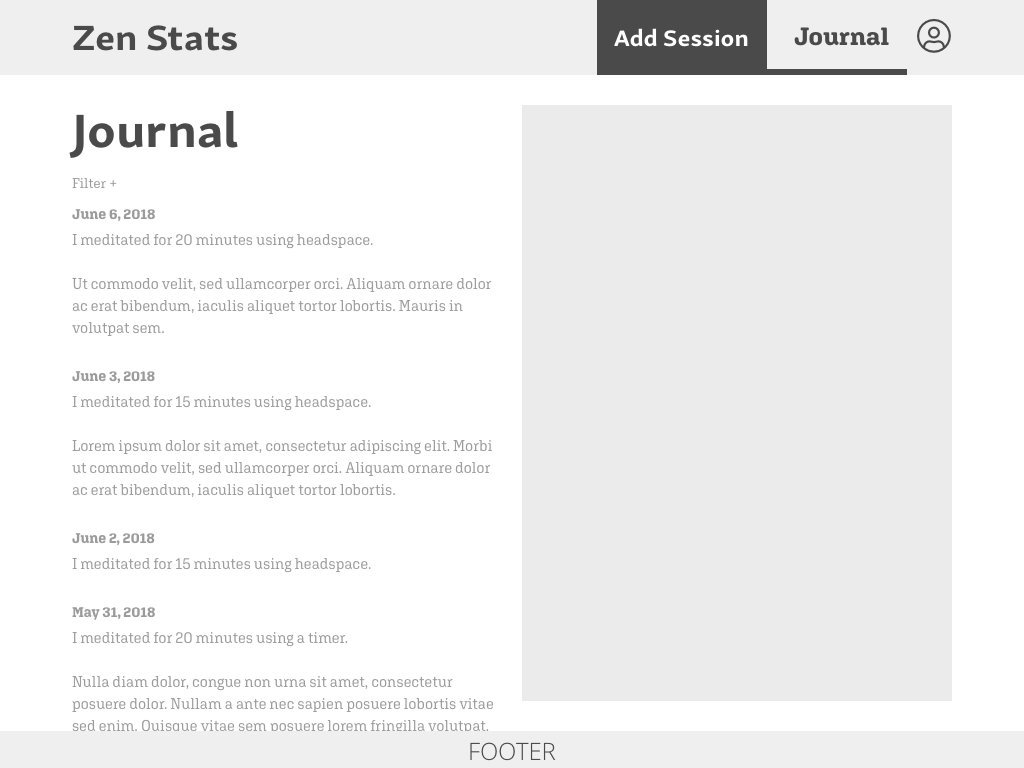 Zen Stats
Add Session
Journal
Journal
Filter +
June 6, 2018
I meditated for 20 minutes using headspace.
Ut commodo velit, sed ullamcorper orci. Aliquam ornare dolor
ac erat bibendum, iaculis aliquet tortor lobortis. Mauris in
volutpat sem.
June 3, 2018
I meditated for 15 minutes using headspace.
Lorem ipsum dolor sit amet, consectetur adipiscing elit. Morbi
ut commodo velit, sed ullamcorper orci. Aliquam ornare dolor
ac erat bibendum, iaculis aliquet tortor lobortis.
June 2, 2018
I meditated for 15 minutes using headspace.
May 31, 2018
I meditated for 20 minutes using a timer.
Nulla diam dolor, congue non urna sit amet, consectetur
posuere dolor. Nullam a ante nec sapien posuere lobortis vitae
sed enim. Quisque vitae sem posuere lorem fringilla volutpat.
FOOTER